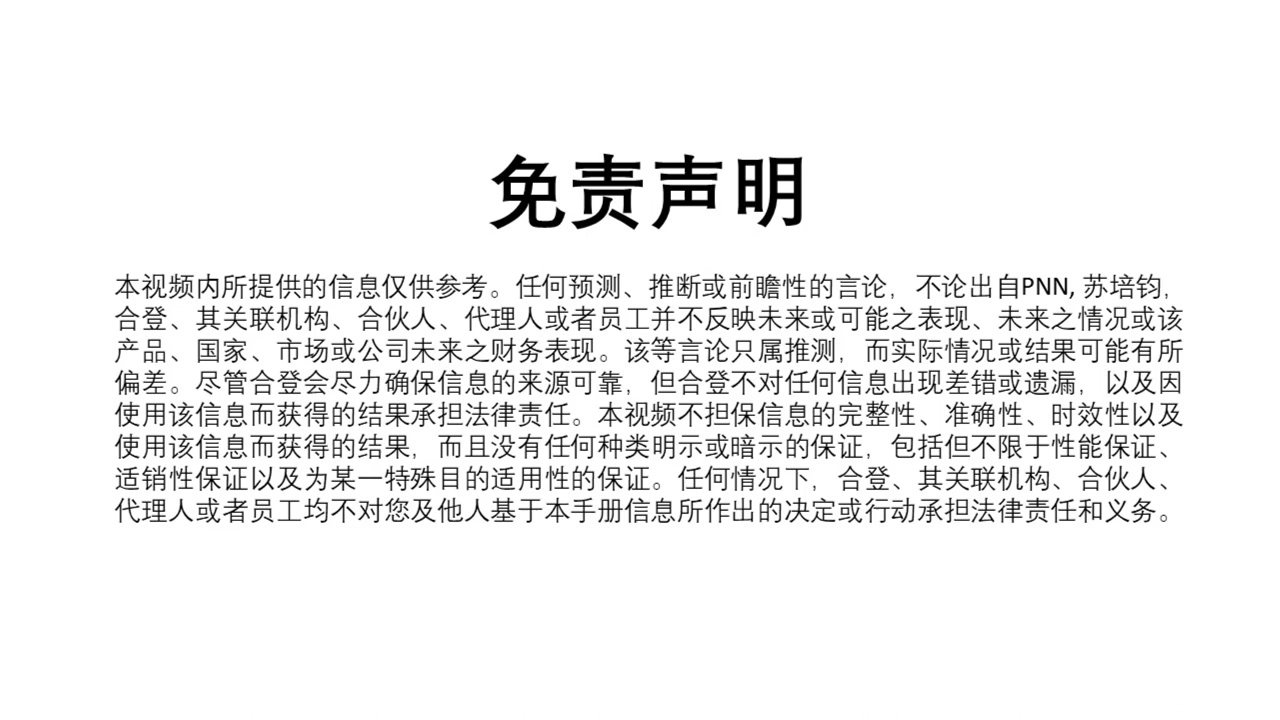 免责声明
本视频内所提供的信息仅供参考。任何预测、推断或前瞻性的言论，不论出自PNN, 苏培钧，
合登、其关联机构、合伙人、代理人或者员工并不反映未来或可能之表现、未来之情况或该
产品、国家、市场或公司未来之财务表现。该等言论只属推测，而实际情况或结果可能有所
偏差。尽管合登会尽力确保信息的来源可靠，但合登不对任何信息出现差错或遗漏，以及因
使用该信息而获得的结果承担法律责任。本视频不担保信息的完整性、准确性、时效性以及
使用该信息而获得的结果，而且没有任何种类明示或暗示的保证，包括但不限于性能保证、
适销性保证以及为某一特殊目的适用性的保证。任何情况下，合登、其关联机构、合伙人、
代理人或者员工均不对您及他人基于本手册信息所作出的决定或行动承担法律责任和义务。